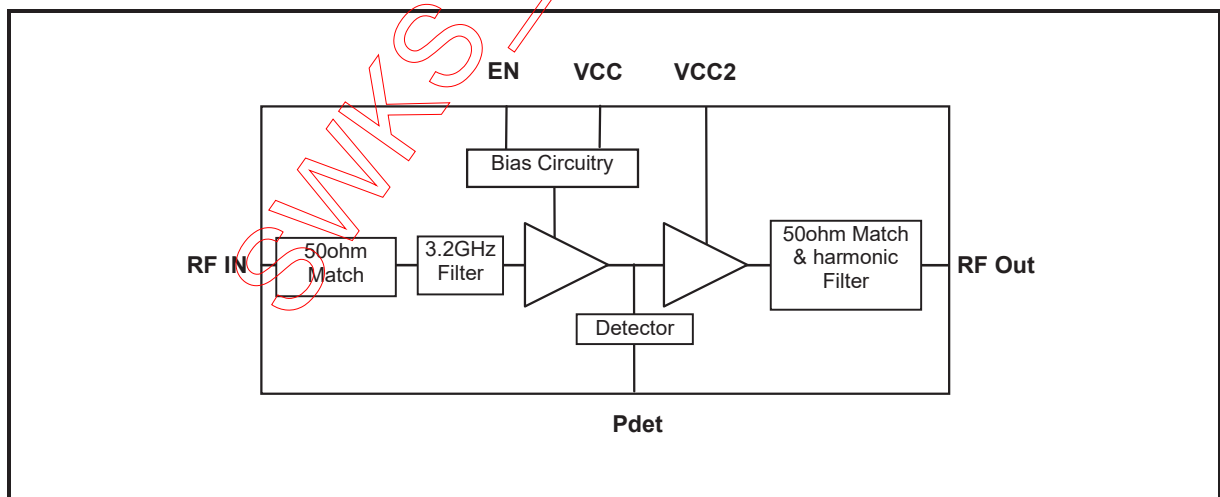 EN VCC VCC2
Bias Circuitry
RF IN
50ohm
Match
3.2GHz
Filter
50ohm Match
& harmonic
Filter
RF Out
Detector
Pdet
SWKS_